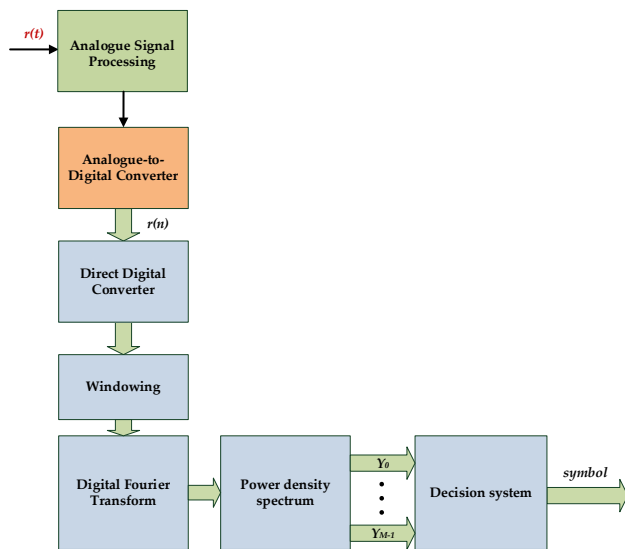 r(t)
Analogue Signal
Processing
Analogue-to-
Digital Converter
r(n)
Direct Digital
Converter
Windowing
Digital Fourier
Transform
Power density
spectrum
Y0
YM-1
Decision system
symbol